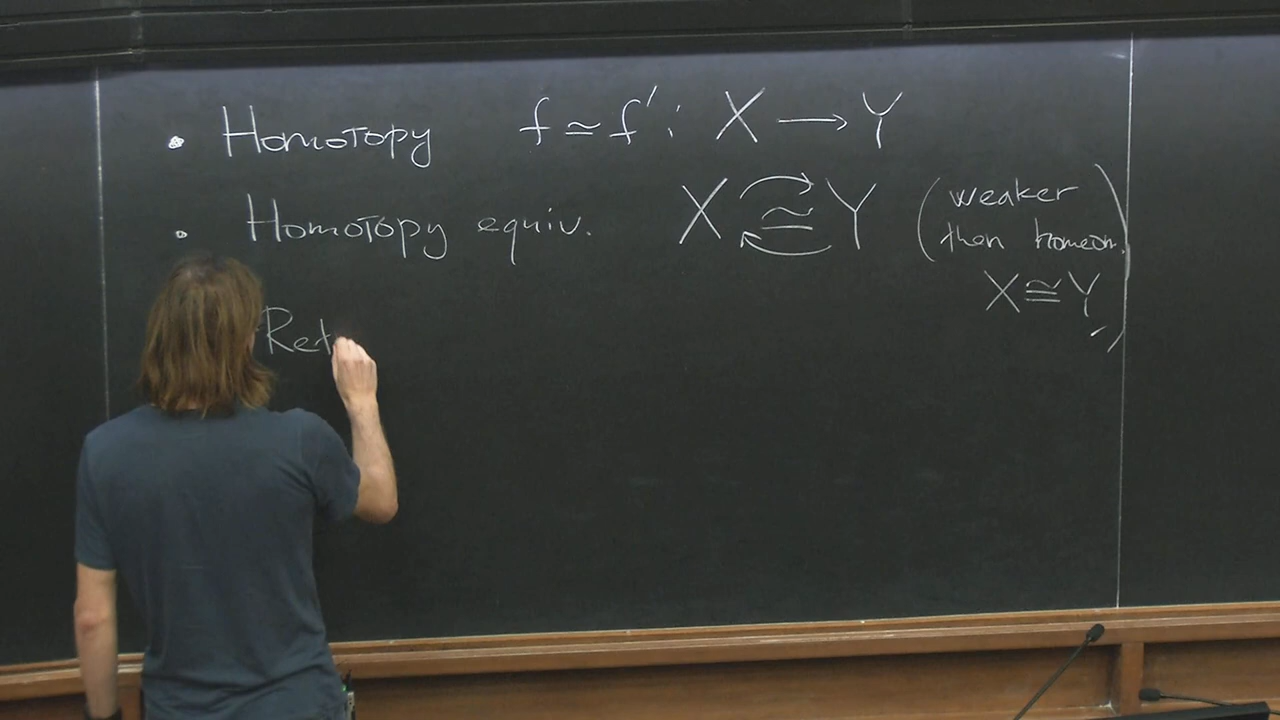 • Homotopy f ≃ f′ : X → Y
• Homotopy equiv. X ≃ Y (weaker
than homeom.
X ≅ Y)
Ret